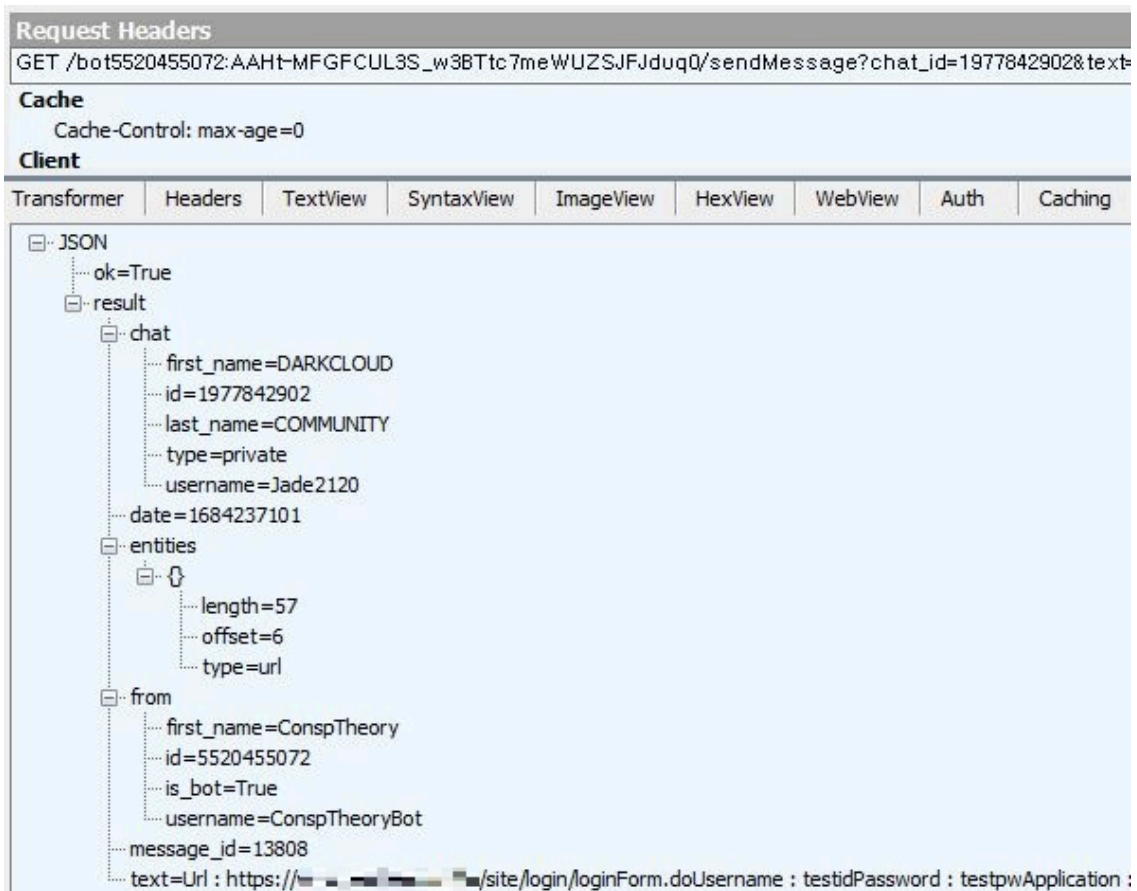 Request Headers
GET /bot5520455072:AAHt-MFGFCUL3S_w3BTtc7meWUZSJFJduq0/sendMessage?chat_id=1977842902&text=
Cache
Cache-Control: max-age=0
Client
Transformer Headers TextView SyntaxView ImageView HexView WebView Auth Caching
JSON
ok=True
result
chat
first_name=DARKCLOUD
id=1977842902
last_name=COMMUNITY
type=private
username=Jade2120
date=1684237101
entities
{}
length=57
offset=6
type=url
from
first_name=ConspTheory
id=5520455072
is_bot=True
username=ConspTheoryBot
message_id=13808
text=Url : https:// /site/login/loginForm.doUsername : testidPassword : testpwApplication :